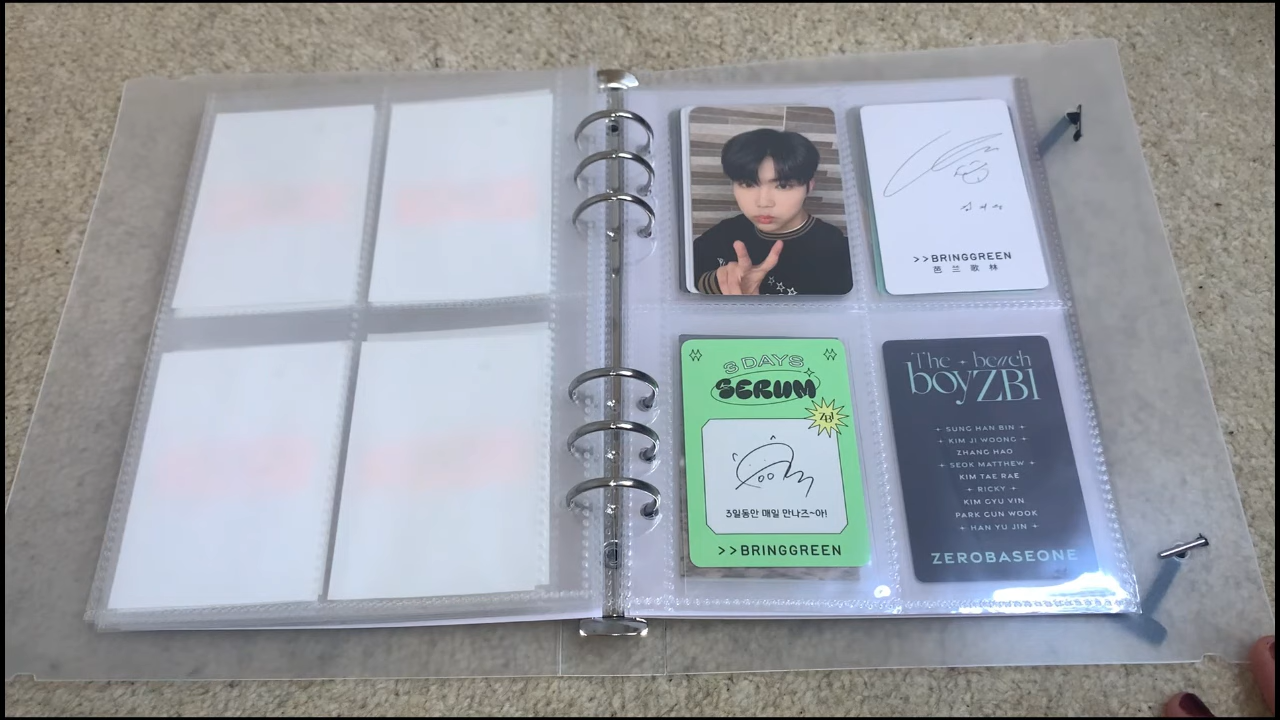 >>BRINGGREEN
芭兰歌林
3 DAYS
SERUM
ZB1
3일동안 매일 만나즈~아!
>>BRINGGREEN
The beach
boyZB1
SUNG HAN BIN
KIM JI WOONG
ZHANG HAO
SEOK MATTHEW
KIM TAE RAE
RICKY
KIM GYU VIN
PARK GUN WOOK
HAN YU JIN
ZEROBASEONE